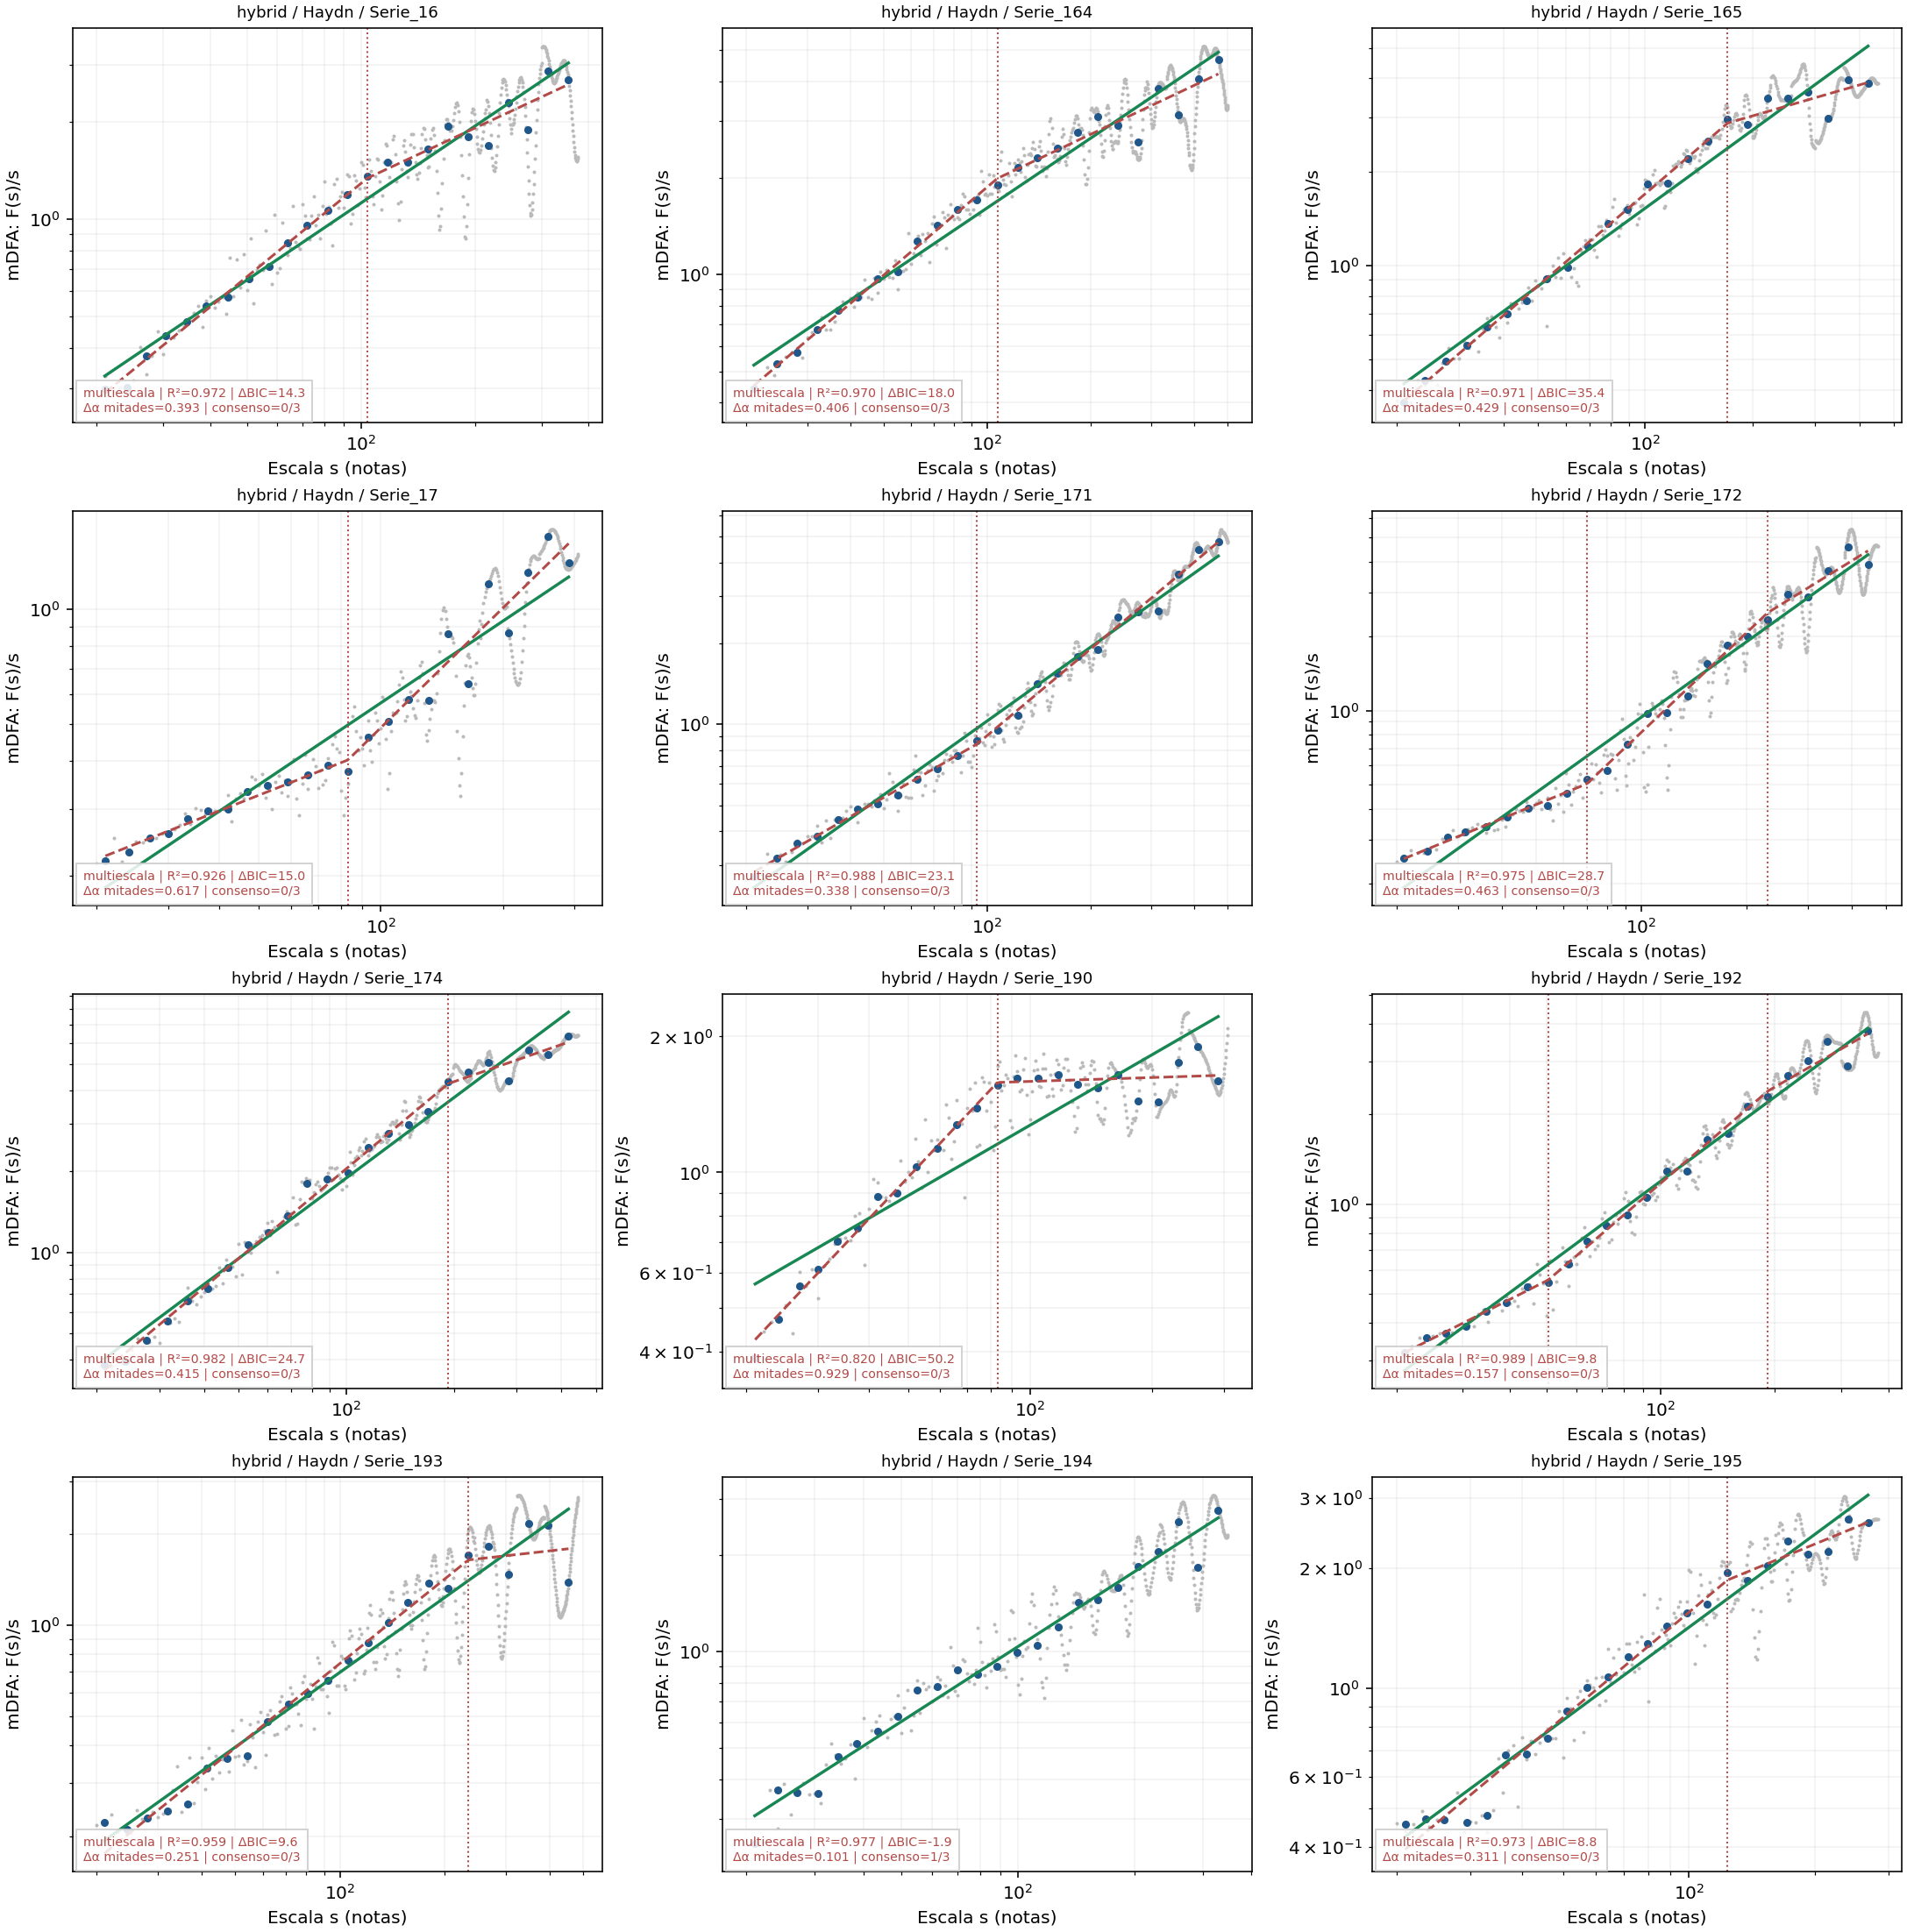 hybrid / Haydn / Serie_16
mDFA: F(s)/s
10⁰
multiescala | R²=0.972 | ΔBIC=14.3
Δα mitades=0.393 | consenso=0/3
10²
Escala s (notas)
hybrid / Haydn / Serie_164
mDFA: F(s)/s
10⁰
multiescala | R²=0.970 | ΔBIC=18.0
Δα mitades=0.406 | consenso=0/3
10²
Escala s (notas)
hybrid / Haydn / Serie_165
mDFA: F(s)/s
10⁰
multiescala | R²=0.971 | ΔBIC=35.4
Δα mitades=0.429 | consenso=0/3
10²
Escala s (notas)
hybrid / Haydn / Serie_17
mDFA: F(s)/s
10⁰
multiescala | R²=0.926 | ΔBIC=15.0
Δα mitades=0.617 | consenso=0/3
10²
Escala s (notas)
hybrid / Haydn / Serie_171
mDFA: F(s)/s
10⁰
multiescala | R²=0.988 | ΔBIC=23.1
Δα mitades=0.338 | consenso=0/3
10²
Escala s (notas)
hybrid / Haydn / Serie_172
mDFA: F(s)/s
10⁰
multiescala | R²=0.975 | ΔBIC=28.7
Δα mitades=0.463 | consenso=0/3
10²
Escala s (notas)
hybrid / Haydn / Serie_174
mDFA: F(s)/s
10⁰
multiescala | R²=0.982 | ΔBIC=24.7
Δα mitades=0.415 | consenso=0/3
10²
Escala s (notas)
hybrid / Haydn / Serie_190
mDFA: F(s)/s
2 × 10⁰
10⁰
6 × 10⁻¹
4 × 10⁻¹
multiescala | R²=0.820 | ΔBIC=50.2
Δα mitades=0.929 | consenso=0/3
10²
Escala s (notas)
hybrid / Haydn / Serie_192
mDFA: F(s)/s
10⁰
multiescala | R²=0.989 | ΔBIC=9.8
Δα mitades=0.157 | consenso=0/3
10²
Escala s (notas)
hybrid / Haydn / Serie_193
mDFA: F(s)/s
10⁰
multiescala | R²=0.959 | ΔBIC=9.6
Δα mitades=0.251 | consenso=0/3
10²
Escala s (notas)
hybrid / Haydn / Serie_194
mDFA: F(s)/s
10⁰
multiescala | R²=0.977 | ΔBIC=-1.9
Δα mitades=0.101 | consenso=1/3
10²
Escala s (notas)
hybrid / Haydn / Serie_195
mDFA: F(s)/s
3 × 10⁰
2 × 10⁰
10⁰
6 × 10⁻¹
4 × 10⁻¹
multiescala | R²=0.973 | ΔBIC=8.8
Δα mitades=0.311 | consenso=0/3
10²
Escala s (notas)